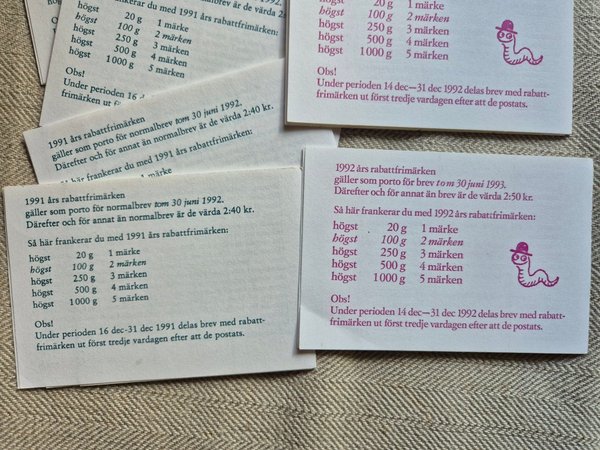 högst 20 g 1 märke
högst 100 g 2 märken
högst 250 g 3 märken
högst 500 g 4 märken
högst 1000 g 5 märken
Obs!
Under perioden 16
frimärken ut först
högst 20 g 1 märke
högst 100 g 2 märken
högst 250 g 3 märken
högst 500 g 4 märken
högst 1000 g 5 märken
Obs!
Under perioden 14 dec—31 dec 1992 delas brev med rabatt-
frimärken ut först tredje vardagen efter att de postats.
1991 års rabattfrimärken
gäller som porto för normalbrev tom 30 juni 1992.
Därefter och för annat än normalbrev är de värda 2:40 kr.
Så här frankerar du med 1991 års rabattfrimärken:
1991 års rabattfrimärken
gäller som porto för normalbrev tom 30 juni 1992.
Därefter och för annat än normalbrev är de värda 2:40 kr.
Så här frankerar du med 1991 års rabattfrimärken:
högst 20 g 1 märke
högst 100 g 2 märken
högst 250 g 3 märken
högst 500 g 4 märken
högst 1000 g 5 märken
Obs!
Under perioden 16 dec-31 dec 1991 delas brev med rabatt-
frimärken ut först tredje vardagen efter att de postats.
1992 års rabattfrimärken
gäller som porto för brev tom 30 juni 1993.
Därefter och för annat än brev är de värda 2:50 kr.
Så här frankerar du med 1992 års rabattfrimärken:
högst 20 g 1 märke
högst 100 g 2 märken
högst 250 g 3 märken
högst 500 g 4 märken
högst 1000 g 5 märken
Obs!
Under perioden 14 dec—31 dec 1992 delas brev med rabatt-
frimärken ut först tredje vardagen efter att de postats.